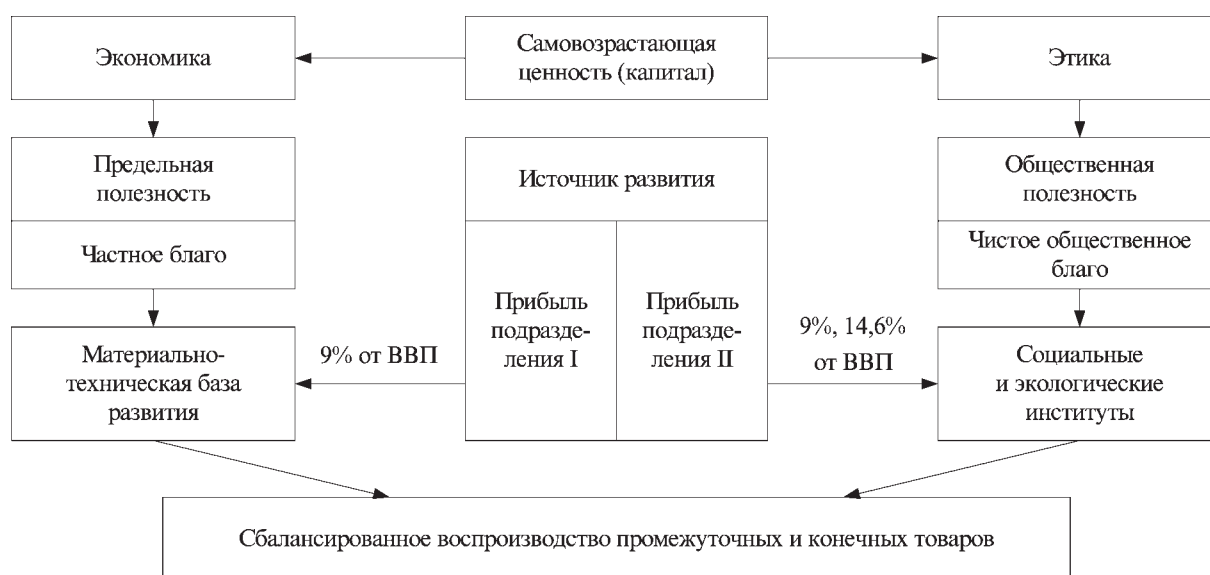 Экономика
Самовозрастающая
ценность (капитал)
Этика
Предельная
полезность
Частное благо
Источник развития
Общественная
полезность
Чистое общественное
благо
Прибыль
подразде-
ления I
Прибыль
подразде-
ления II
Материально-
техническая база
развития
9% от ВВП
9%, 14,6%
от ВВП
Социальные
и экологические
институты
Сбалансированное воспроизводство промежуточных и конечных товаров